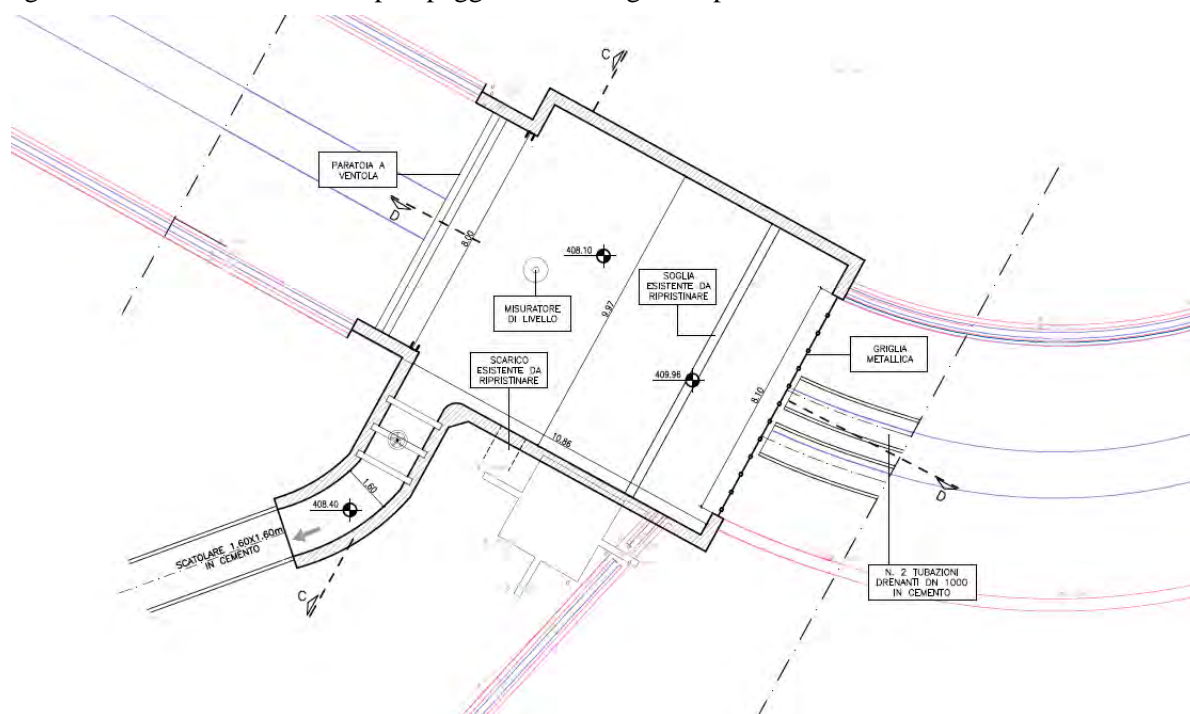 C
PARATOIA A
VENTOLA
D
8.00
408.10
MISURATORE
DI LIVELLO
SOGLIA
ESISTENTE DA
RIPRISTINARE
9.97
SCARICO
ESISTENTE DA
RIPRISTINARE
409.96
GRIGLIA
METALLICA
8.10
10.86
1.60
408.40
D
SCATOLARE 1.60X1.60m
IN CEMENTO
N. 2 TUBAZIONI
DRENANTI DN 1000
IN CEMENTO
C